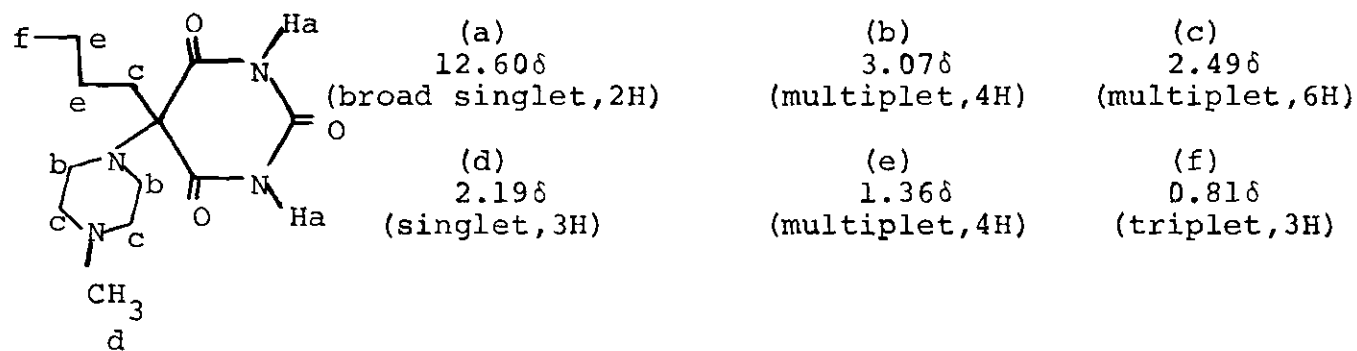 O Ha (a) (b) (c)
f e 12.60δ 3.07δ 2.49δ
c N (broad singlet,2H) (multiplet,4H) (multiplet,6H)
e
O
N (d) (e) (f)
b b N 2.19δ 1.36δ 0.81δ
c N c O Ha (singlet,3H) (multiplet,4H) (triplet,3H)
CH3
d